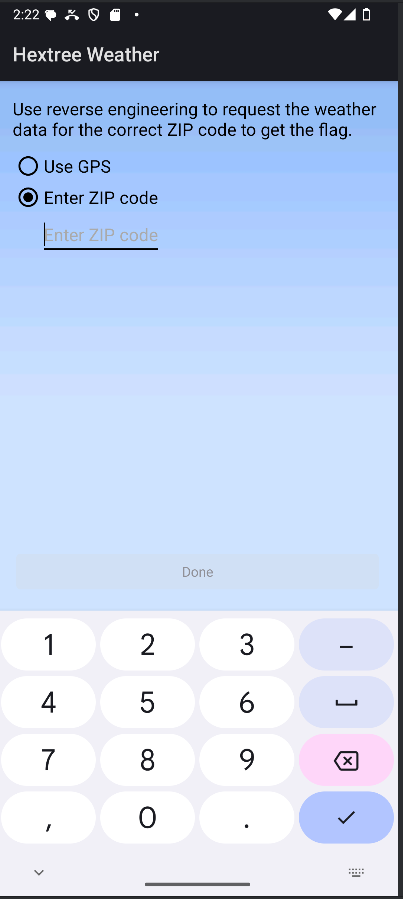 2:22
Hextree Weather
Use reverse engineering to request the weather
data for the correct ZIP code to get the flag.
Use GPS
Enter ZIP code
Enter ZIP code
Done
1 2 3 –
4 5 6
7 8 9
, 0 .